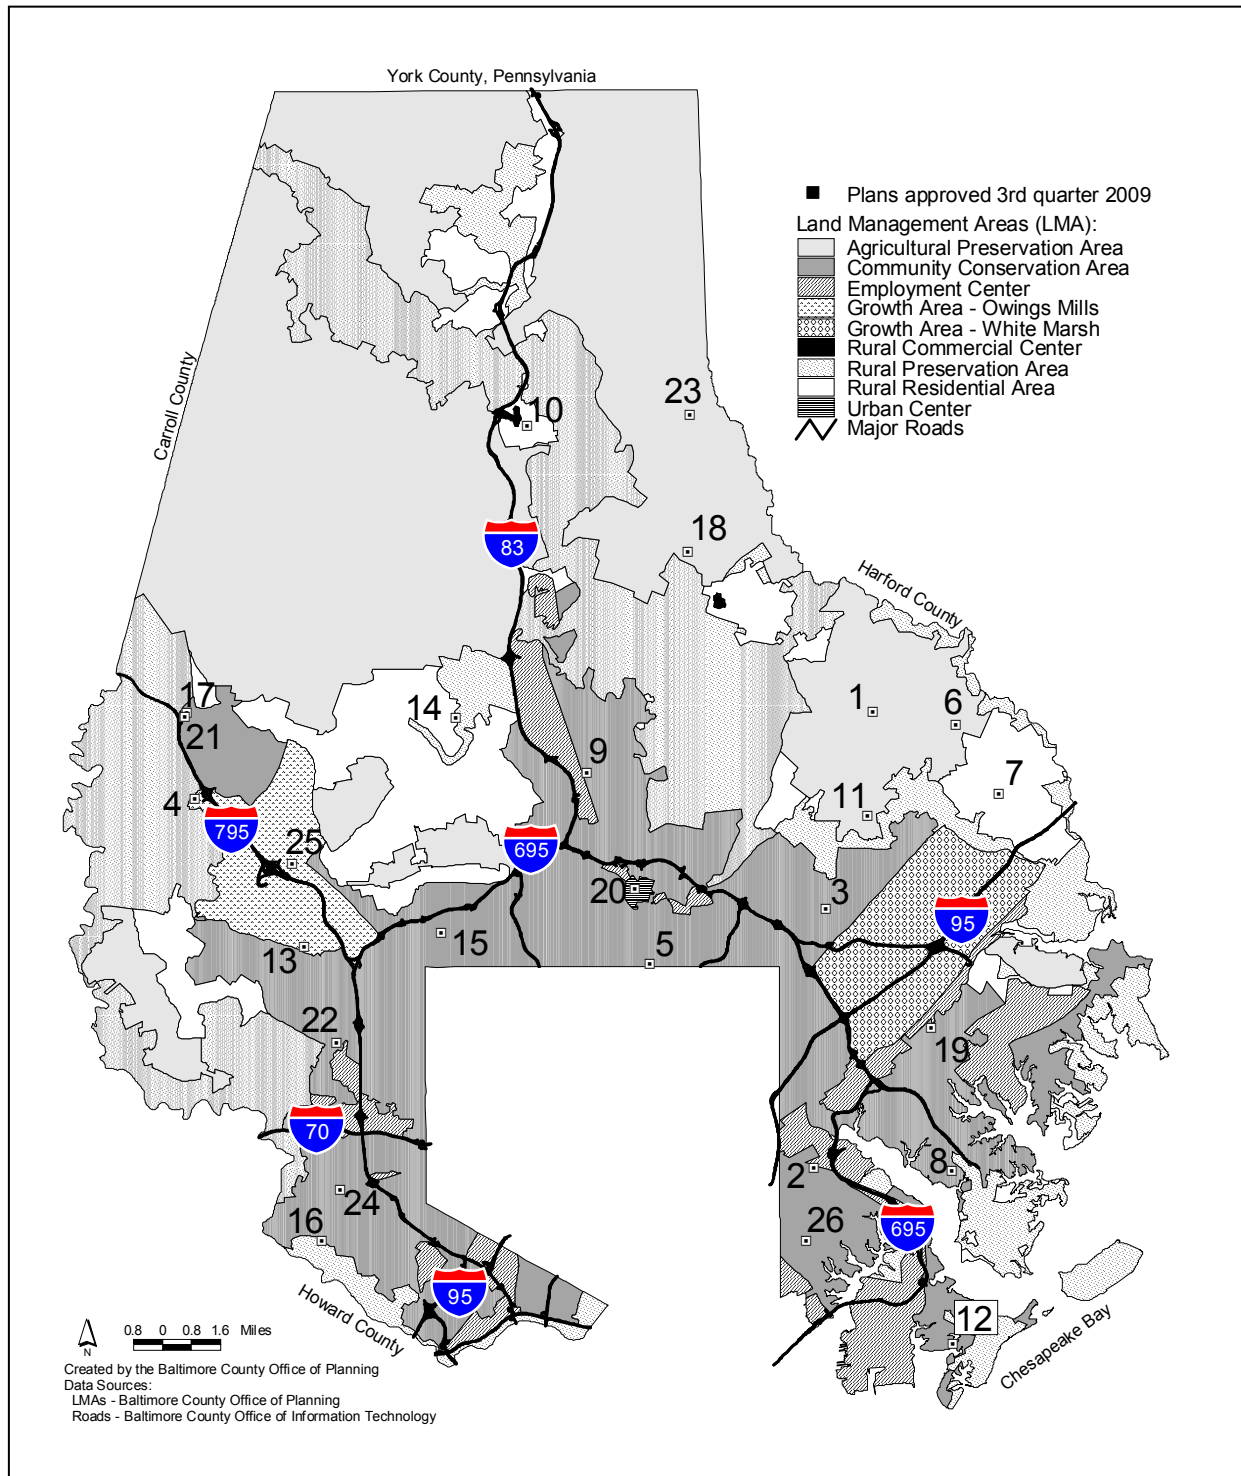 York County, Pennsylvania
Plans approved 3rd quarter 2009
Land Management Areas (LMA):
Agricultural Preservation Area
Community Conservation Area
Employment Center
Growth Area - Owings Mills
Growth Area - White Marsh
Rural Commercial Center
Rural Preservation Area
Rural Residential Area
Urban Center
Major Roads
Carroll County
23
10
18
83
Harford County
17
14
1
6
21
9
7
4
11
795
25
695
20
3
95
13
15
5
22
19
70
2
8
24
16
26
695
95
Howard County
12
Chesapeake Bay
N
0.8 0 0.8 1.6 Miles
Created by the Baltimore County Office of Planning
Data Sources:
LMAs - Baltimore County Office of Planning
Roads - Baltimore County Office of Information Technology